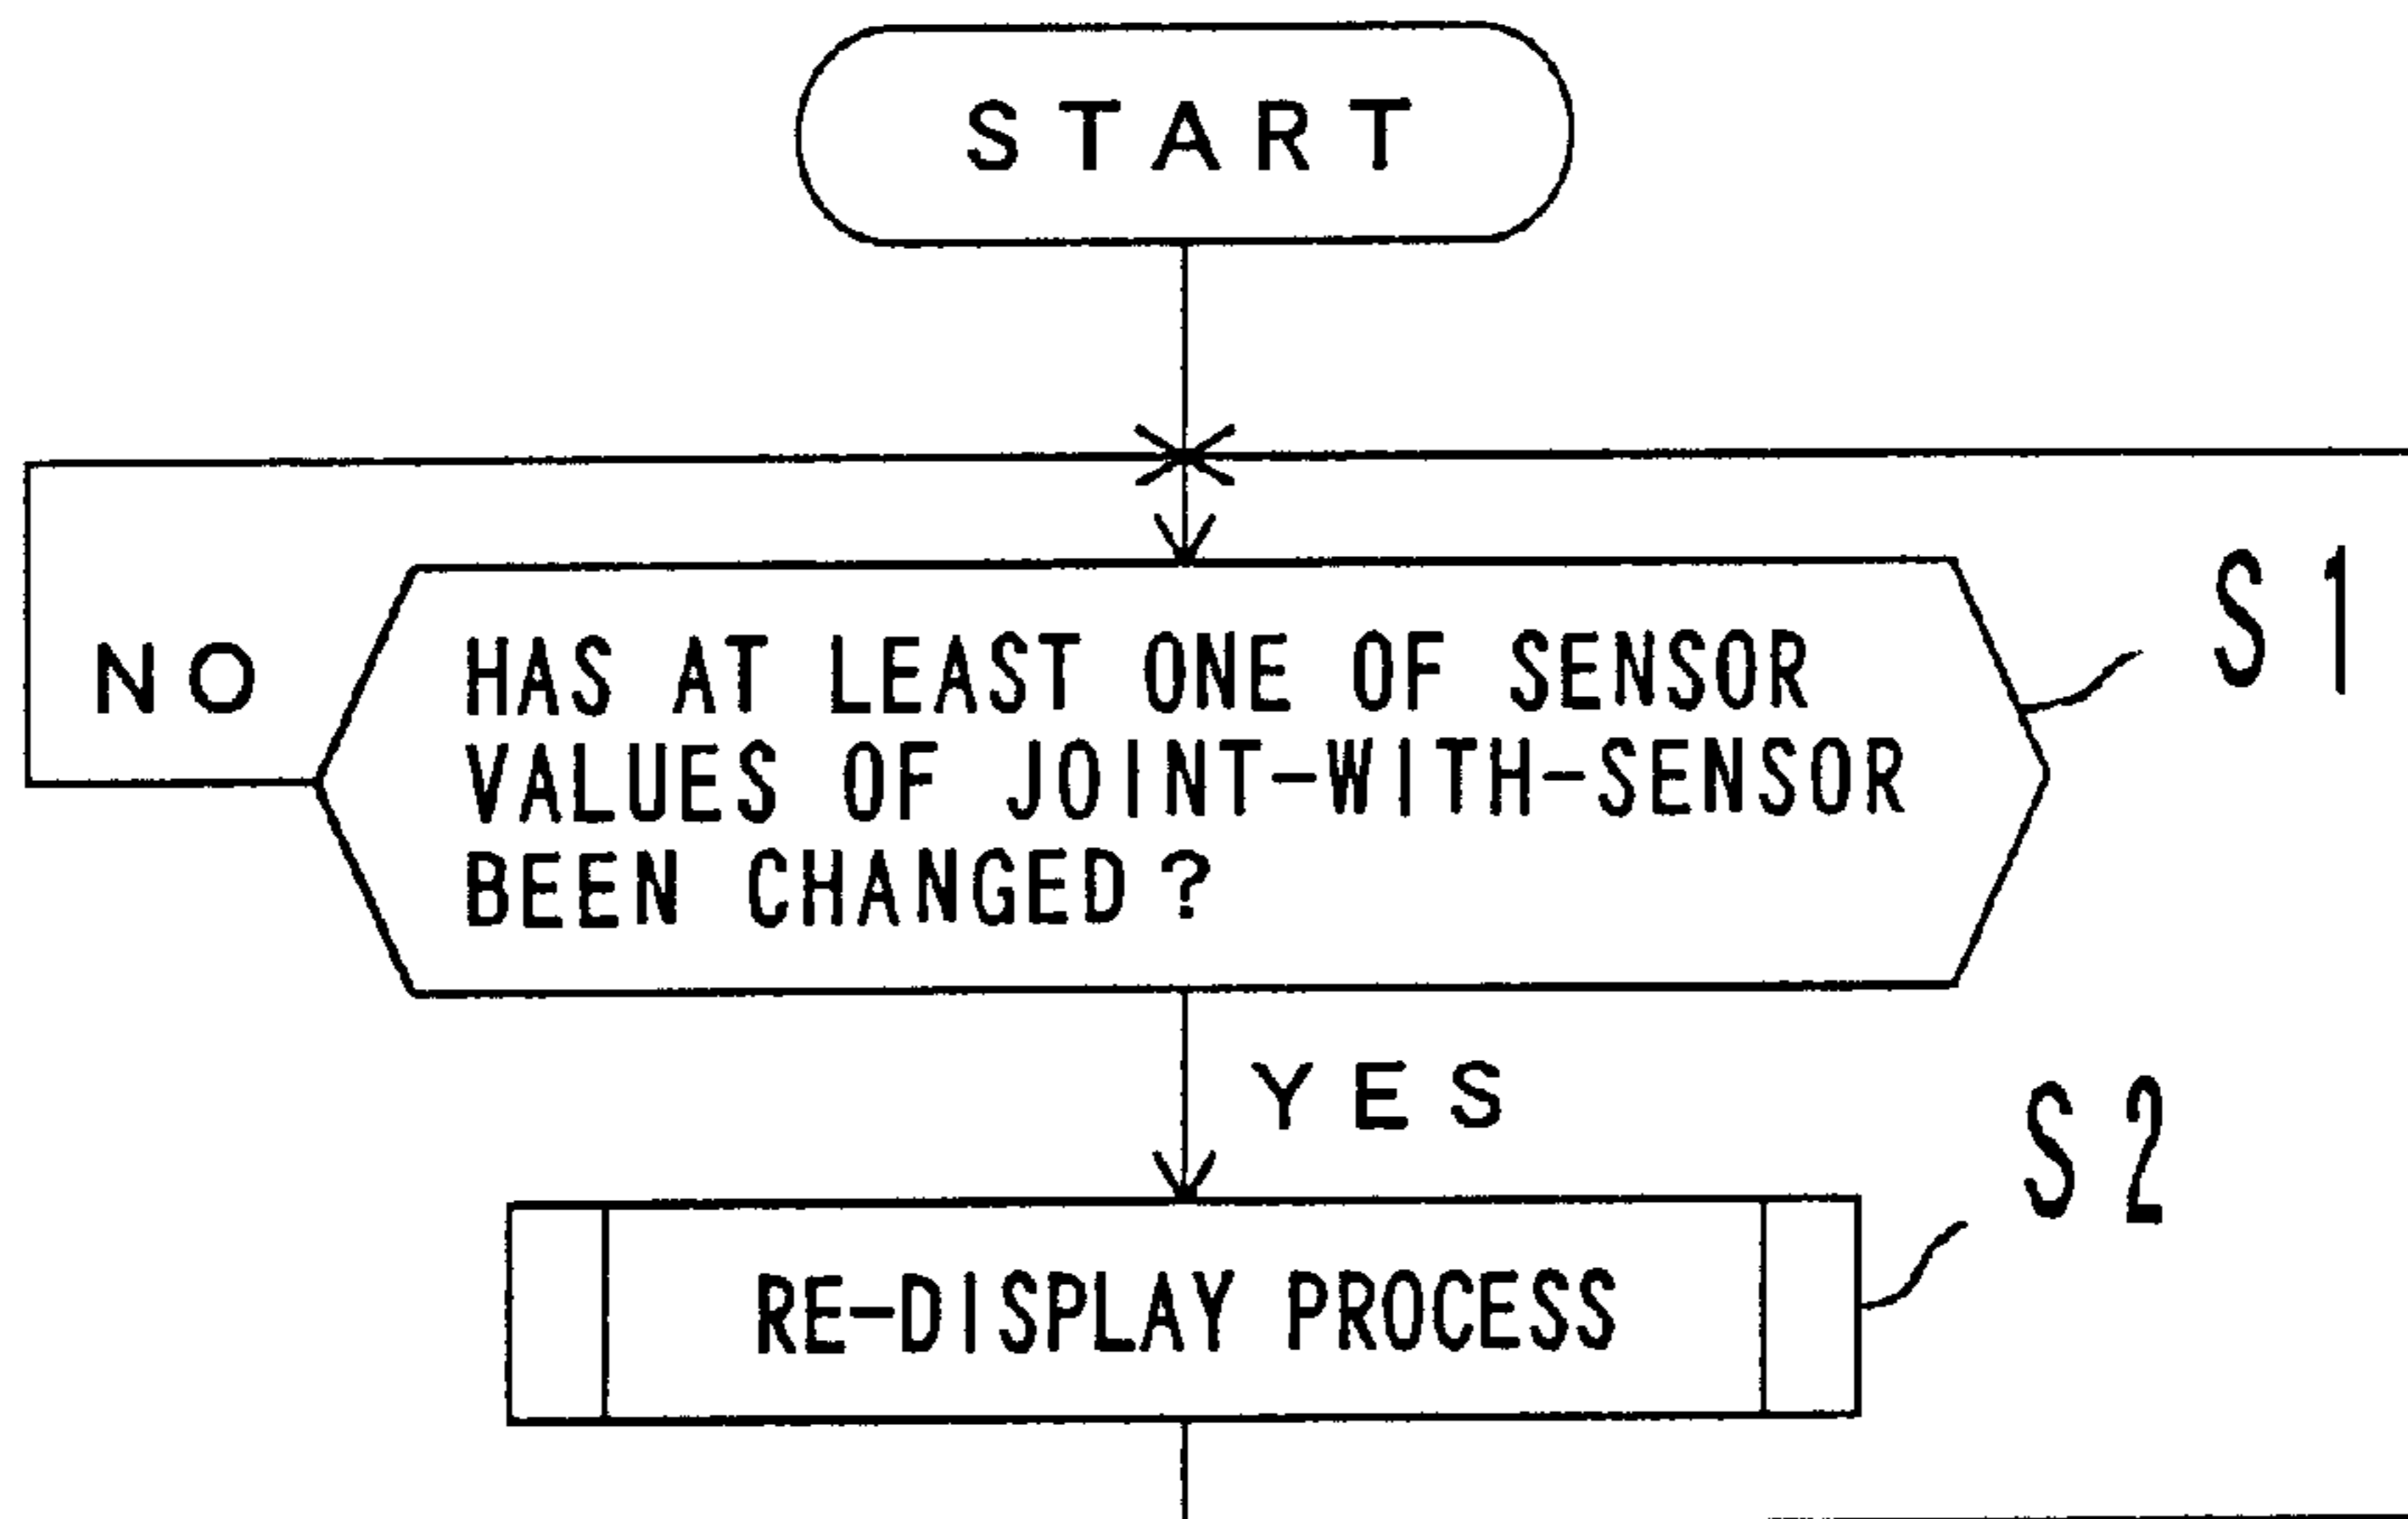 START
NO
HAS AT LEAST ONE OF SENSOR
VALUES OF JOINT-WITH-SENSOR
BEEN CHANGED?
S1
YES
S2
RE-DISPLAY PROCESS